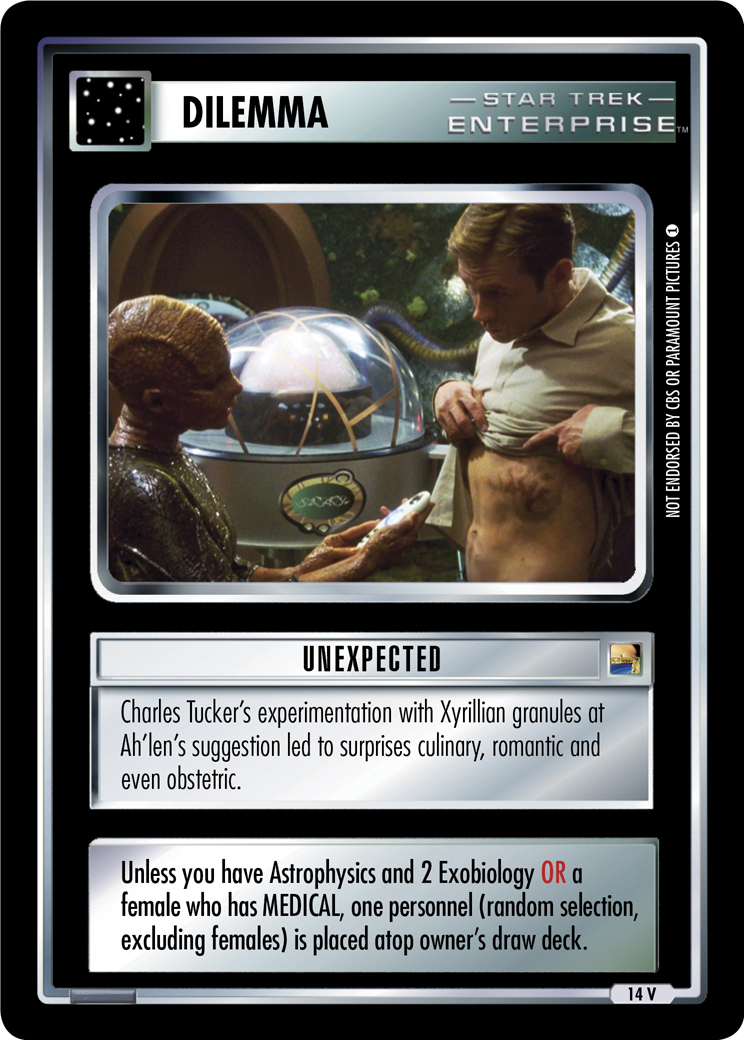 DILEMMA
— STAR TREK —
ENTERPRISE™
NOT ENDORSED BY CBS OR PARAMOUNT PICTURES 1
UNEXPECTED
Charles Tucker's experimentation with Xyrillian granules at
Ah'len's suggestion led to surprises culinary, romantic and
even obstetric.
Unless you have Astrophysics and 2 Exobiology OR a
female who has MEDICAL, one personnel (random selection,
excluding females) is placed atop owner's draw deck.
14 V